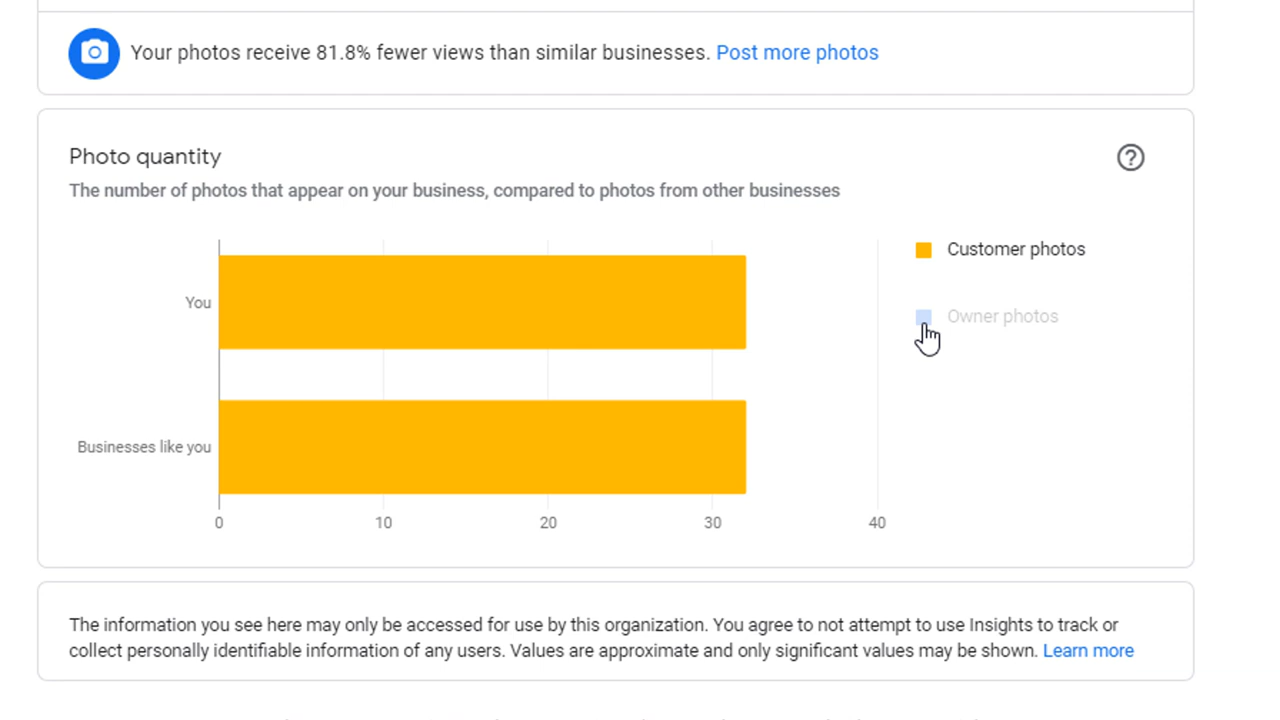 Your photos receive 81.8% fewer views than similar businesses. Post more photos
Photo quantity
The number of photos that appear on your business, compared to photos from other businesses
Customer photos
Owner photos
You
Businesses like you
0 10 20 30 40
The information you see here may only be accessed for use by this organization. You agree to not attempt to use Insights to track or
collect personally identifiable information of any users. Values are approximate and only significant values may be shown. Learn more